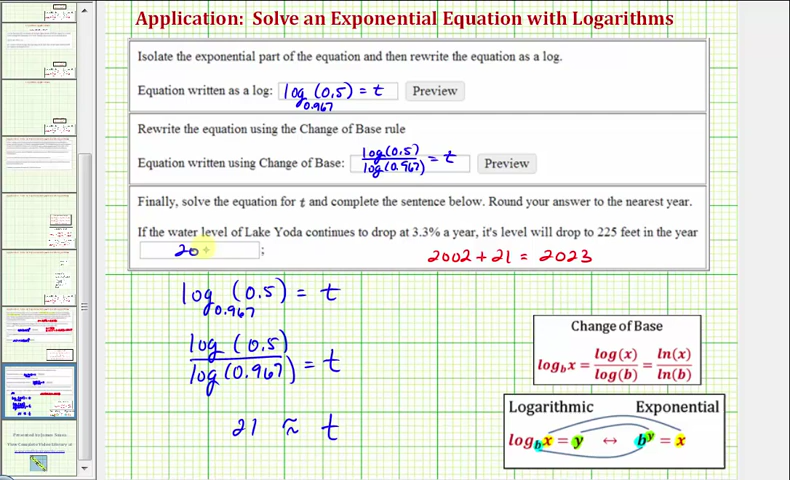 Application: Solve an Exponential Equation with Logarithms
Isolate the exponential part of the equation and then rewrite the equation as a log.
Equation written as a log: log_0.967 (0.5) = t Preview
Rewrite the equation using the Change of Base rule
Equation written using Change of Base: log(0.5)/log(0.967) = t Preview
Finally, solve the equation for t and complete the sentence below. Round your answer to the nearest year.
If the water level of Lake Yoda continues to drop at 3.3% a year, it's level will drop to 225 feet in the year
20 ;
2002 + 21 = 2023
log_0.967 (0.5) = t
log(0.5)/log(0.967) = t
21 ≈ t
Change of Base
log_b x = log(x)/log(b) = ln(x)/ln(b)
Logarithmic Exponential
log_b x = y ↔ b^y = x